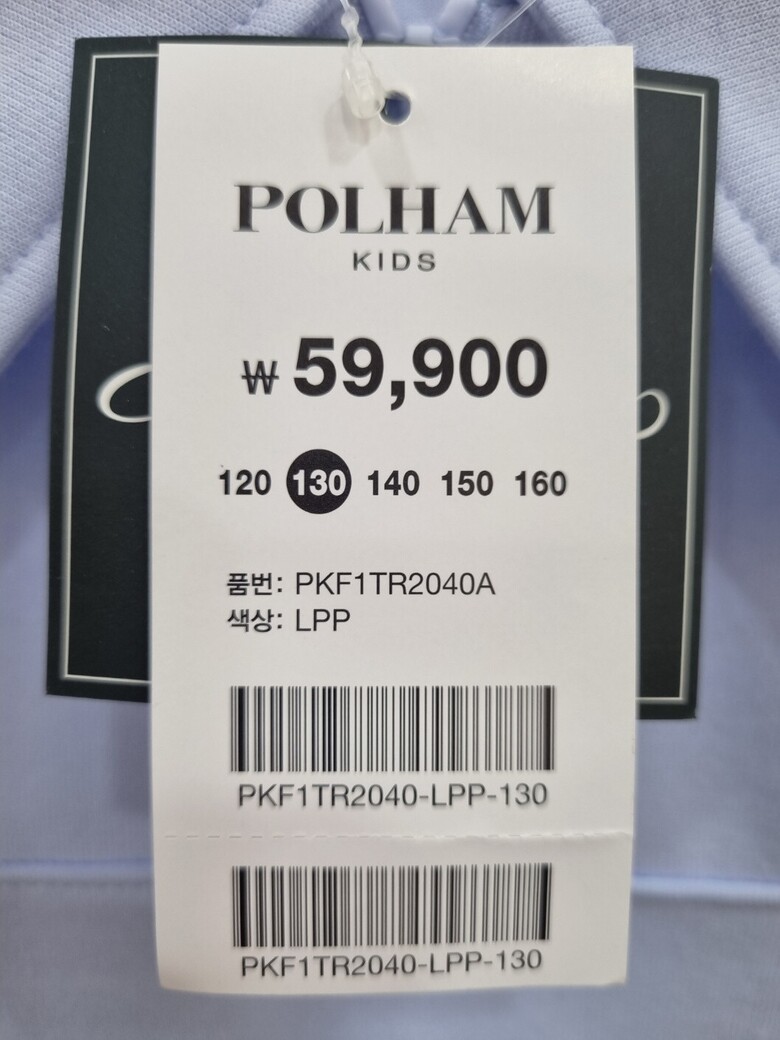 POLHAM
KIDS
₩ 59,900
120 130 140 150 160
품번: PKF1TR2040A
색상: LPP
PKF1TR2040-LPP-130
PKF1TR2040-LPP-130